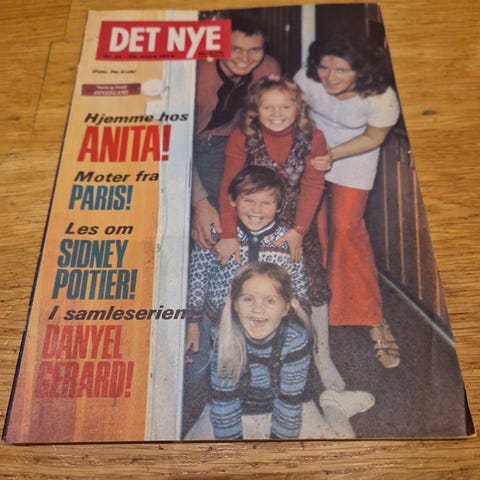 DET NYE
Hjemme hos
ANITA!
Moter fra
PARIS!
Les om
SIDNEY
POITIER!
I samleserien
DANYEL
GERARD!